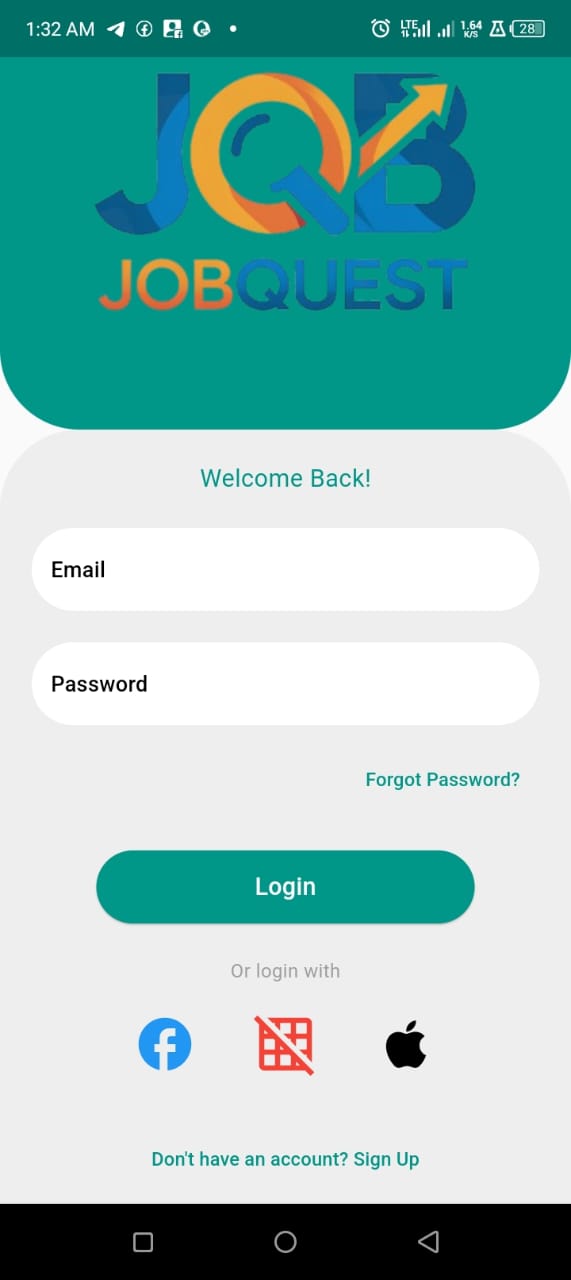 1:32 AM LTE 1.64 K/S 28
JQB
JOBQUEST
Welcome Back!
Email
Password
Forgot Password?
Login
Or login with
Don't have an account? Sign Up